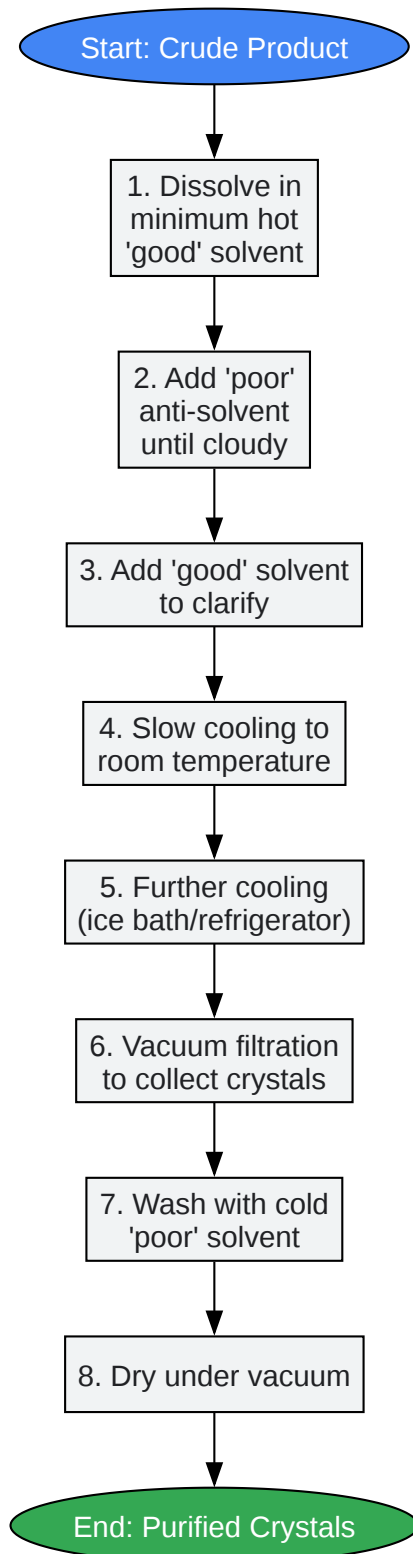 Start: Crude Product
1. Dissolve in
minimum hot
'good' solvent
2. Add 'poor'
anti-solvent
until cloudy
3. Add 'good' solvent
to clarify
4. Slow cooling to
room temperature
5. Further cooling
(ice bath/refrigerator)
6. Vacuum filtration
to collect crystals
7. Wash with cold
'poor' solvent
8. Dry under vacuum
End: Purified Crystals